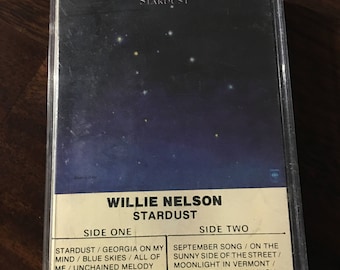 STARDUST
WILLIE NELSON
STARDUST
SIDE ONE SIDE TWO
STARDUST / GEORGIA ON MY
MIND / BLUE SKIES / ALL OF
ME / UNCHAINED MELODY
SEPTEMBER SONG / ON THE
SUNNY SIDE OF THE STREET /
MOONLIGHT IN VERMONT /